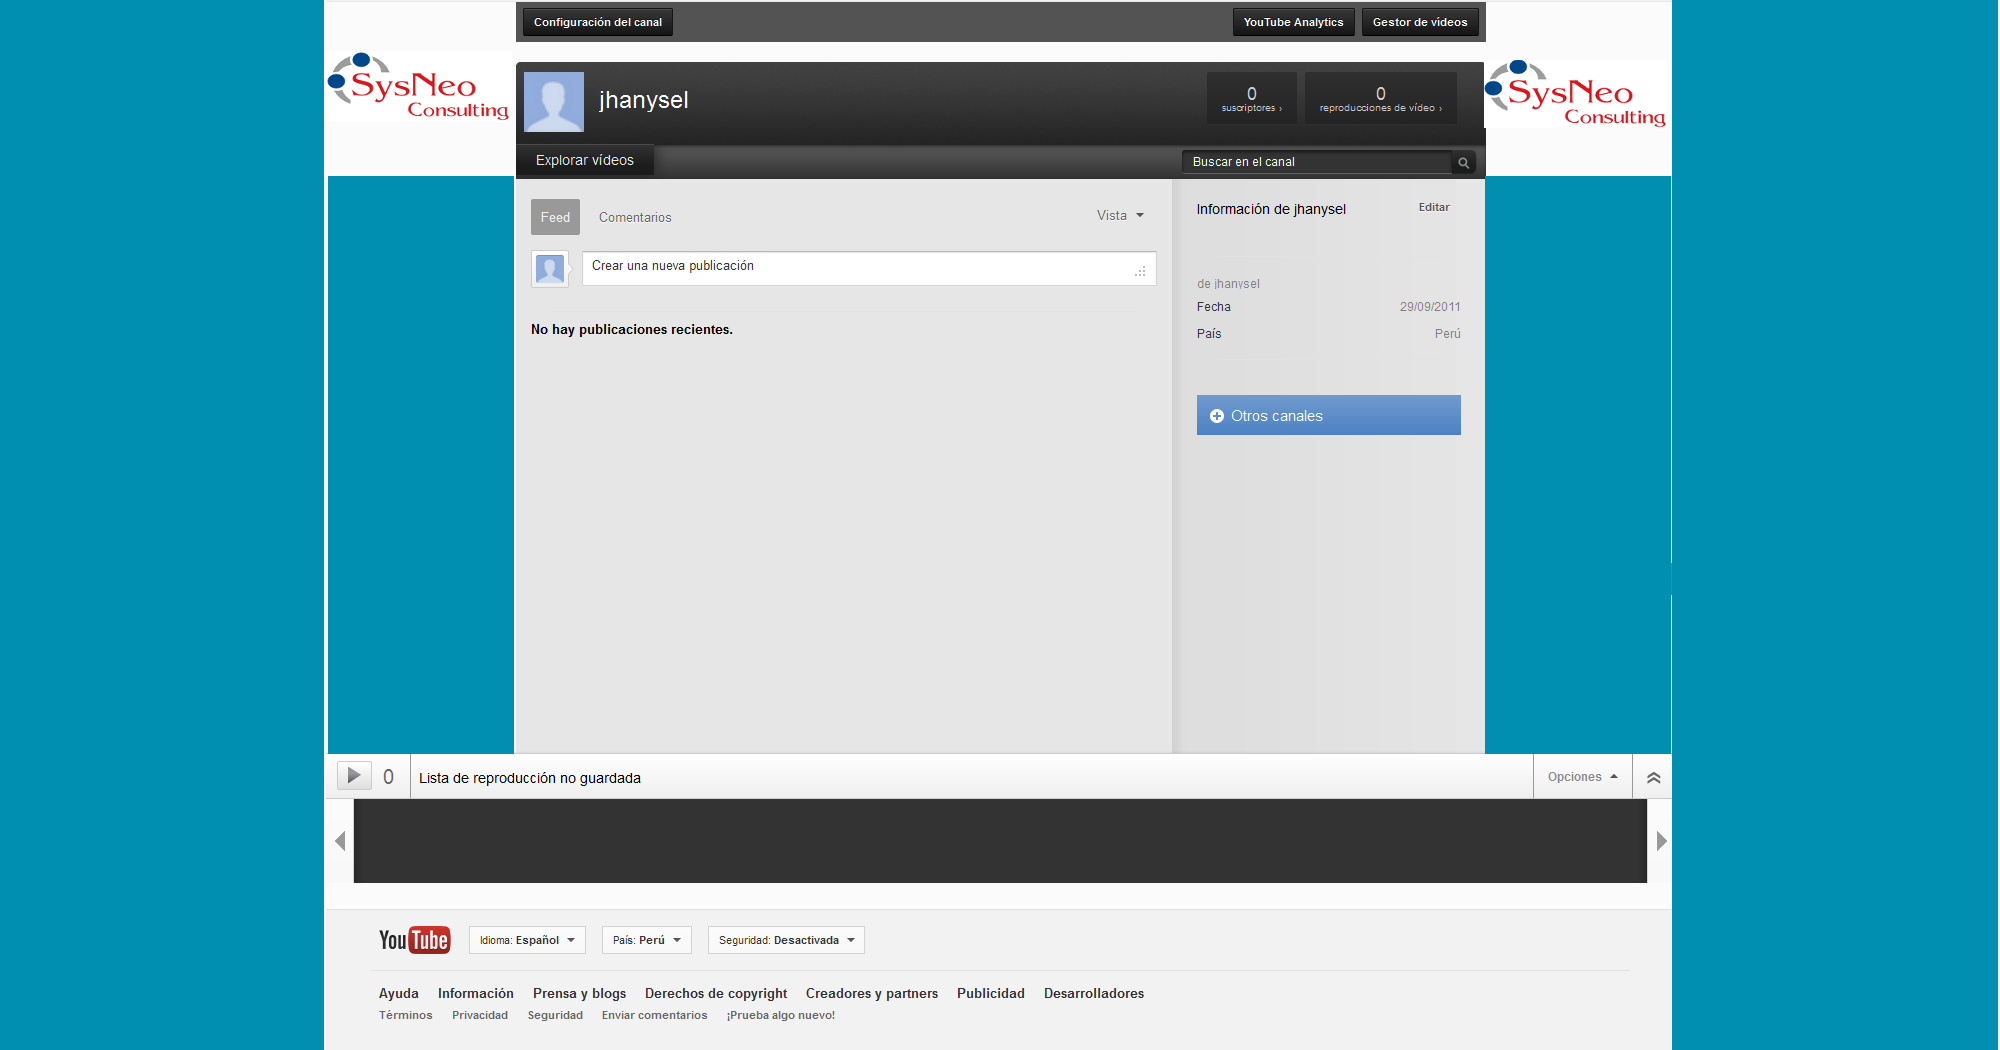 Configuración del canal
YouTube Analytics
Gestor de vídeos
SysNeo
Consulting
jhanysel
0
suscriptores ›
0
reproducciones de vídeo ›
SysNeo
Consulting
Explorar vídeos
Buscar en el canal
Feed
Comentarios
Vista
Crear una nueva publicación
No hay publicaciones recientes.
Información de jhanysel
Editar
de jhanysel
Fecha 29/09/2011
País Perú
Otros canales
0
Lista de reproducción no guardada
Opciones
YouTube
Idioma: Español
País: Perú
Seguridad: Desactivada
Ayuda Información Prensa y blogs Derechos de copyright Creadores y partners Publicidad Desarrolladores
Términos Privacidad Seguridad Enviar comentarios ¡Prueba algo nuevo!